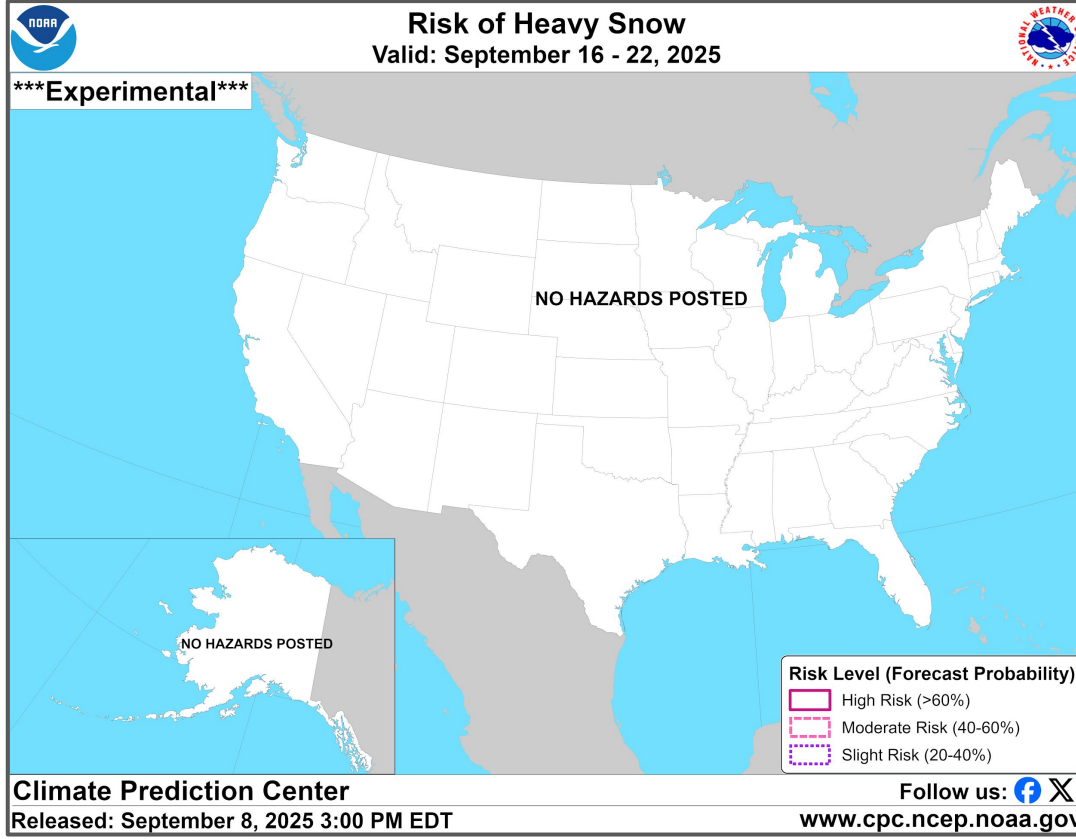 NOAA
Risk of Heavy Snow
Valid: September 16 - 22, 2025
NATIONAL WEATHER
***Experimental***
NO HAZARDS POSTED
NO HAZARDS POSTED
Risk Level (Forecast Probability)
High Risk (>60%)
Moderate Risk (40-60%)
Slight Risk (20-40%)
Climate Prediction Center
Follow us:
Released: September 8, 2025 3:00 PM EDT
www.cpc.ncep.noaa.gov